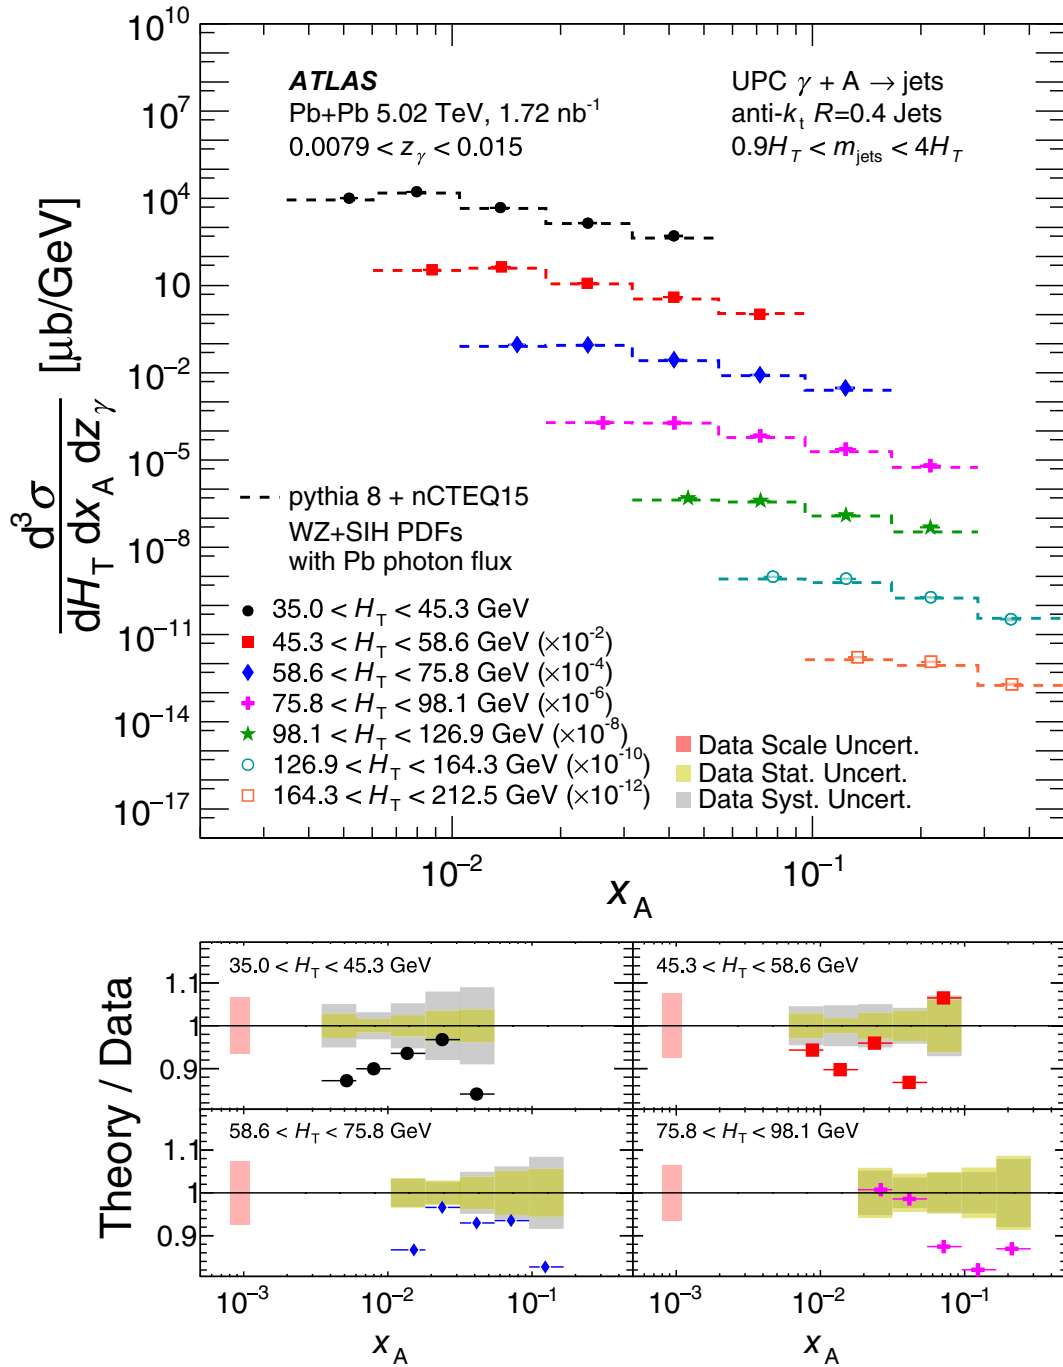 10^10
10^7
10^4
10
10^−2
10^−5
10^−8
10^−11
10^−14
10^−17
d^3 σ
dH_T dx_A dz_γ
[μb/GeV]
ATLAS
Pb+Pb 5.02 TeV, 1.72 nb^-1
0.0079 < z_γ < 0.015
UPC γ + A → jets
anti-k_t R=0.4 Jets
0.9H_T < m_jets < 4H_T
pythia 8 + nCTEQ15
WZ+SIH PDFs
with Pb photon flux
35.0 < H_T < 45.3 GeV
45.3 < H_T < 58.6 GeV (×10^-2)
58.6 < H_T < 75.8 GeV (×10^-4)
75.8 < H_T < 98.1 GeV (×10^-6)
98.1 < H_T < 126.9 GeV (×10^-8)
126.9 < H_T < 164.3 GeV (×10^-10)
164.3 < H_T < 212.5 GeV (×10^-12)
Data Scale Uncert.
Data Stat. Uncert.
Data Syst. Uncert.
10^−2
10^−1
x_A
Theory / Data
35.0 < H_T < 45.3 GeV
45.3 < H_T < 58.6 GeV
1.1
1
0.9
58.6 < H_T < 75.8 GeV
75.8 < H_T < 98.1 GeV
1.1
1
0.9
10^−3
10^−2
10^−1
10^−3
10^−2
10^−1
x_A
x_A